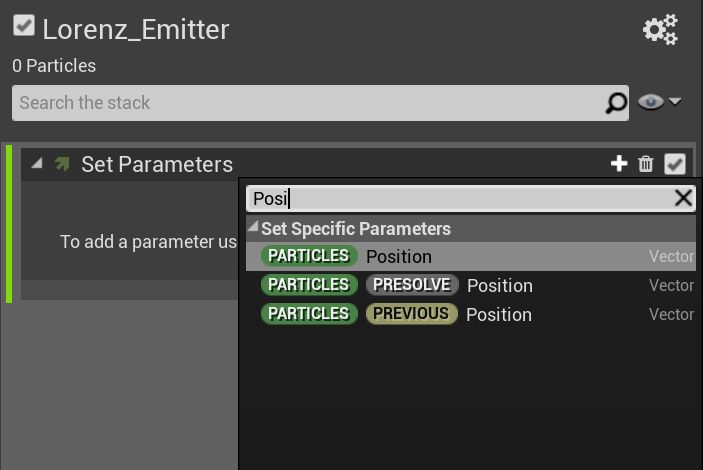 Lorenz_Emitter
0 Particles
Search the stack
Set Parameters
To add a parameter us
Posi
Set Specific Parameters
PARTICLES Position Vector
PARTICLES PRESOLVE Position Vector
PARTICLES PREVIOUS Position Vector